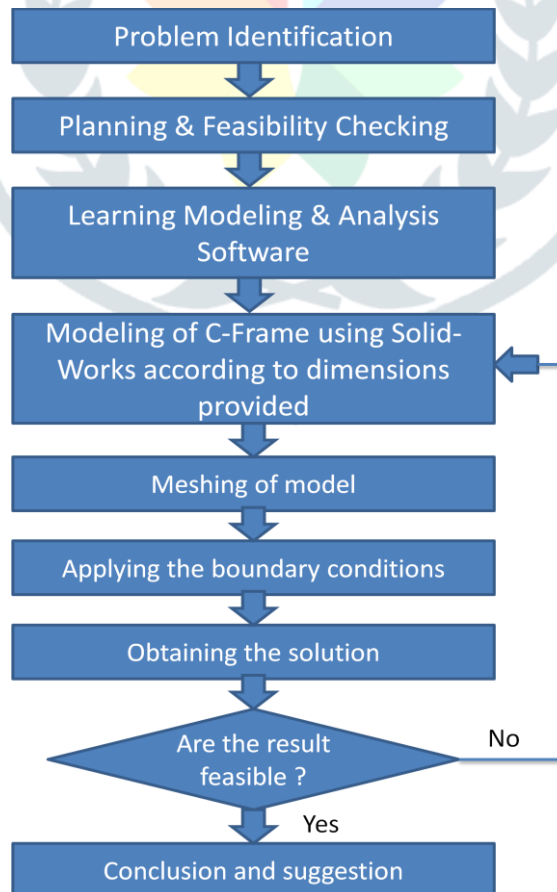 Problem Identification
Planning & Feasibility Checking
Learning Modeling & Analysis
Software
Modeling of C-Frame using Solid-
Works according to dimensions
provided
Meshing of model
Applying the boundary conditions
Obtaining the solution
Are the result
feasible ?
No
Yes
Conclusion and suggestion